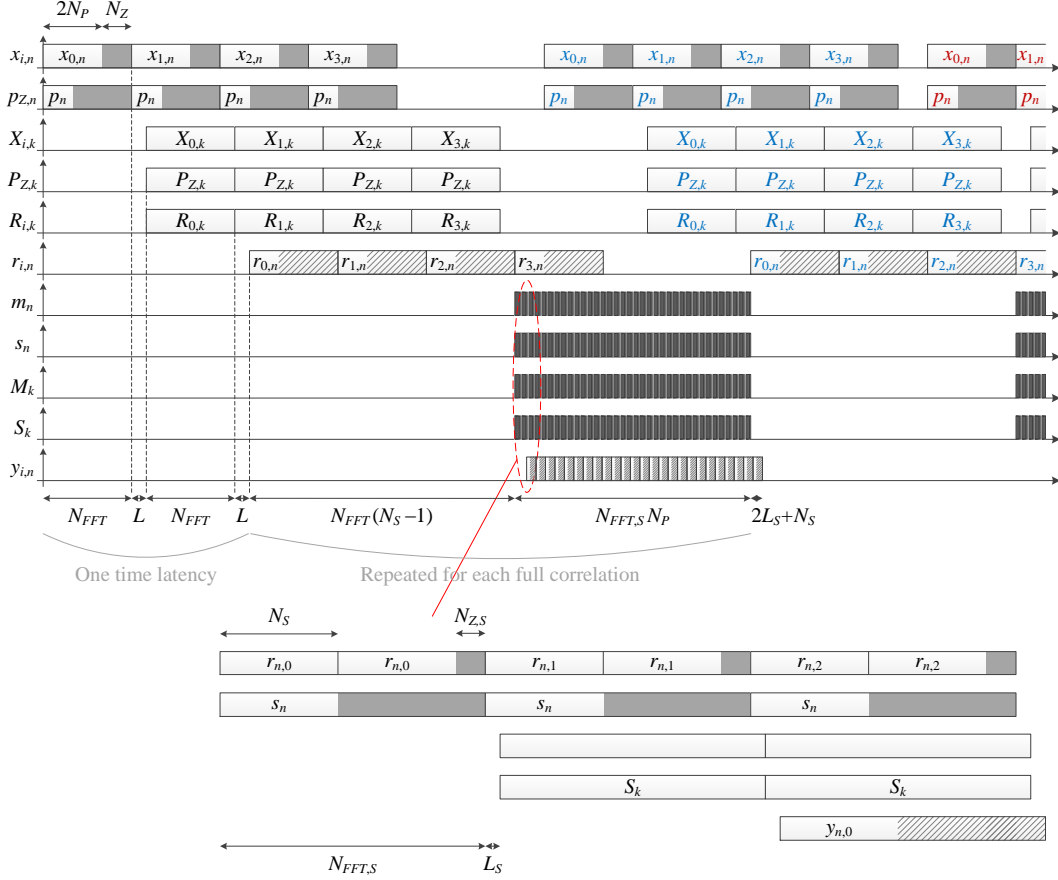 2N_P N_Z
x_{i,n} x_{0,n} x_{1,n} x_{2,n} x_{3,n} x_{0,n} x_{1,n} x_{2,n} x_{3,n} x_{0,n} x_{1,n}
p_{Z,n} p_n p_n p_n p_n p_n p_n p_n p_n p_n p_n
X_{i,k} X_{0,k} X_{1,k} X_{2,k} X_{3,k} X_{0,k} X_{1,k} X_{2,k} X_{3,k}
P_{Z,k} P_{Z,k} P_{Z,k} P_{Z,k} P_{Z,k} P_{Z,k} P_{Z,k} P_{Z,k} P_{Z,k}
R_{i,k} R_{0,k} R_{1,k} R_{2,k} R_{3,k} R_{0,k} R_{1,k} R_{2,k} R_{3,k}
r_{i,n} r_{0,n} r_{1,n} r_{2,n} r_{3,n} r_{0,n} r_{1,n} r_{2,n} r_{3,n}
m_n
s_n
M_k
S_k
y_{i,n}
N_{FFT} L N_{FFT} L N_{FFT}(N_S−1) N_{FFT,S}N_P 2L_S+N_S
One time latency Repeated for each full correlation
N_S N_{Z,S}
r_{n,0} r_{n,0} r_{n,1} r_{n,1} r_{n,2} r_{n,2}
s_n s_n s_n
S_k S_k
y_{n,0}
N_{FFT,S} L_S